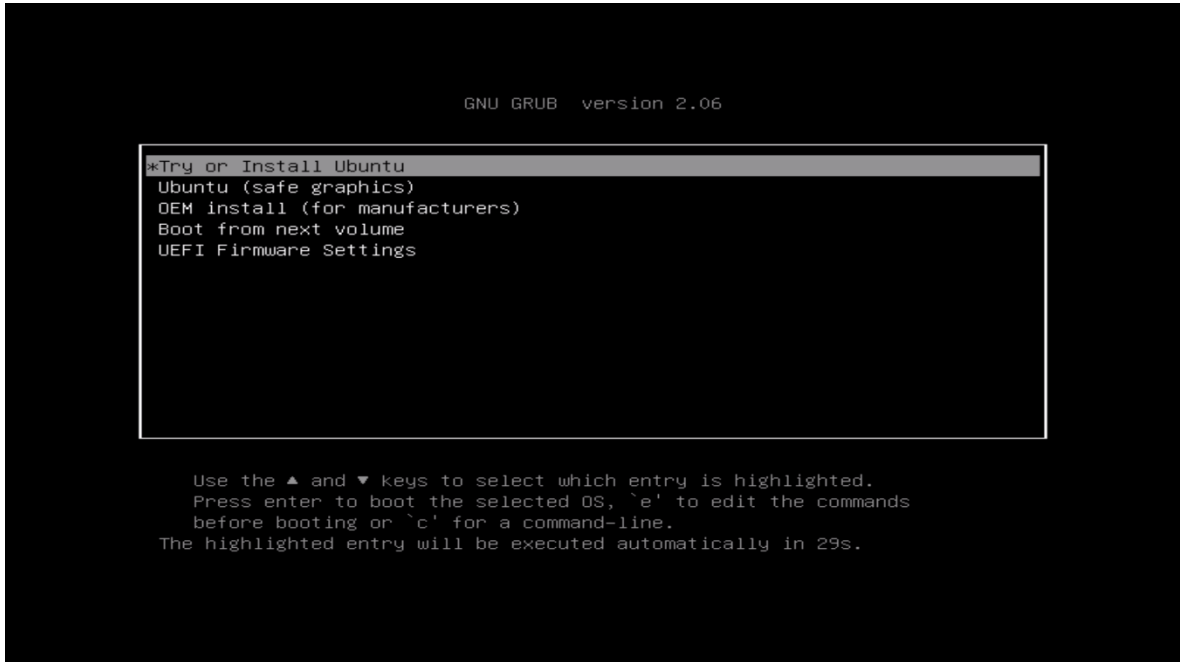 GNU GRUB  version 2.06
*Try or Install Ubuntu
Ubuntu (safe graphics)
OEM install (for manufacturers)
Boot from next volume
UEFI Firmware Settings
Use the ▲ and ▼ keys to select which entry is highlighted.
Press enter to boot the selected OS, `e' to edit the commands
before booting or `c' for a command-line.
The highlighted entry will be executed automatically in 29s.